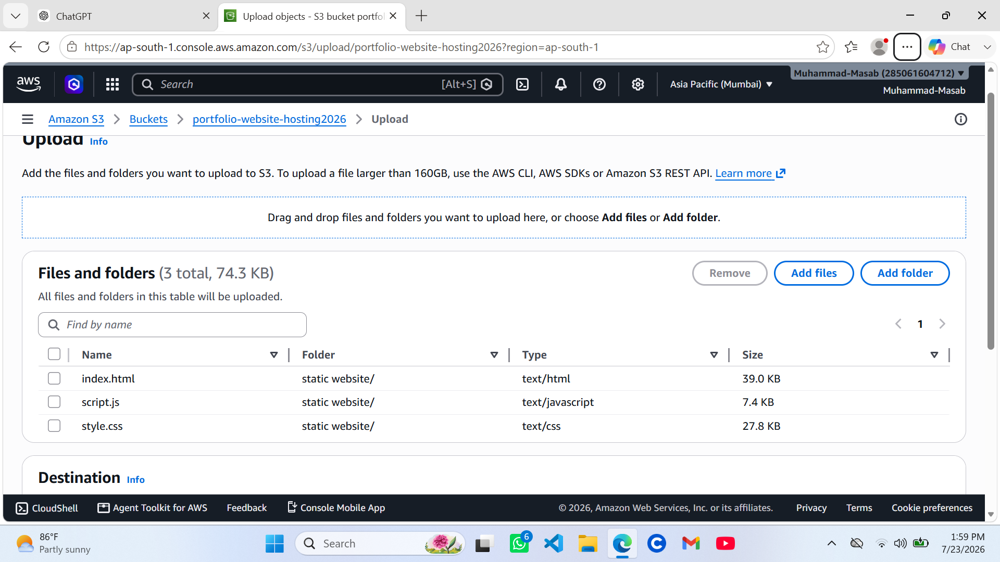 ChatGPT
Upload objects - S3 bucket portfol
https://ap-south-1.console.aws.amazon.com/s3/upload/portfolio-website-hosting2026?region=ap-south-1
Chat
aws
Search
[Alt+S]
Asia Pacific (Mumbai)
Muhammad-Masab (285061604712)
Muhammad-Masab
Amazon S3
Buckets
portfolio-website-hosting2026
Upload
Upload Info
Add the files and folders you want to upload to S3. To upload a file larger than 160GB, use the AWS CLI, AWS SDKs or Amazon S3 REST API. Learn more
Drag and drop files and folders you want to upload here, or choose Add files or Add folder.
Files and folders (3 total, 74.3 KB)
Remove
Add files
Add folder
All files and folders in this table will be uploaded.
Find by name
1
Name Folder Type Size
index.html static website/ text/html 39.0 KB
script.js static website/ text/javascript 7.4 KB
style.css static website/ text/css 27.8 KB
Destination Info
CloudShell
Agent Toolkit for AWS
Feedback
Console Mobile App
© 2026, Amazon Web Services, Inc. or its affiliates.
Privacy
Terms
Cookie preferences
86°F
Partly sunny
Search
6
1:59 PM
7/23/2026